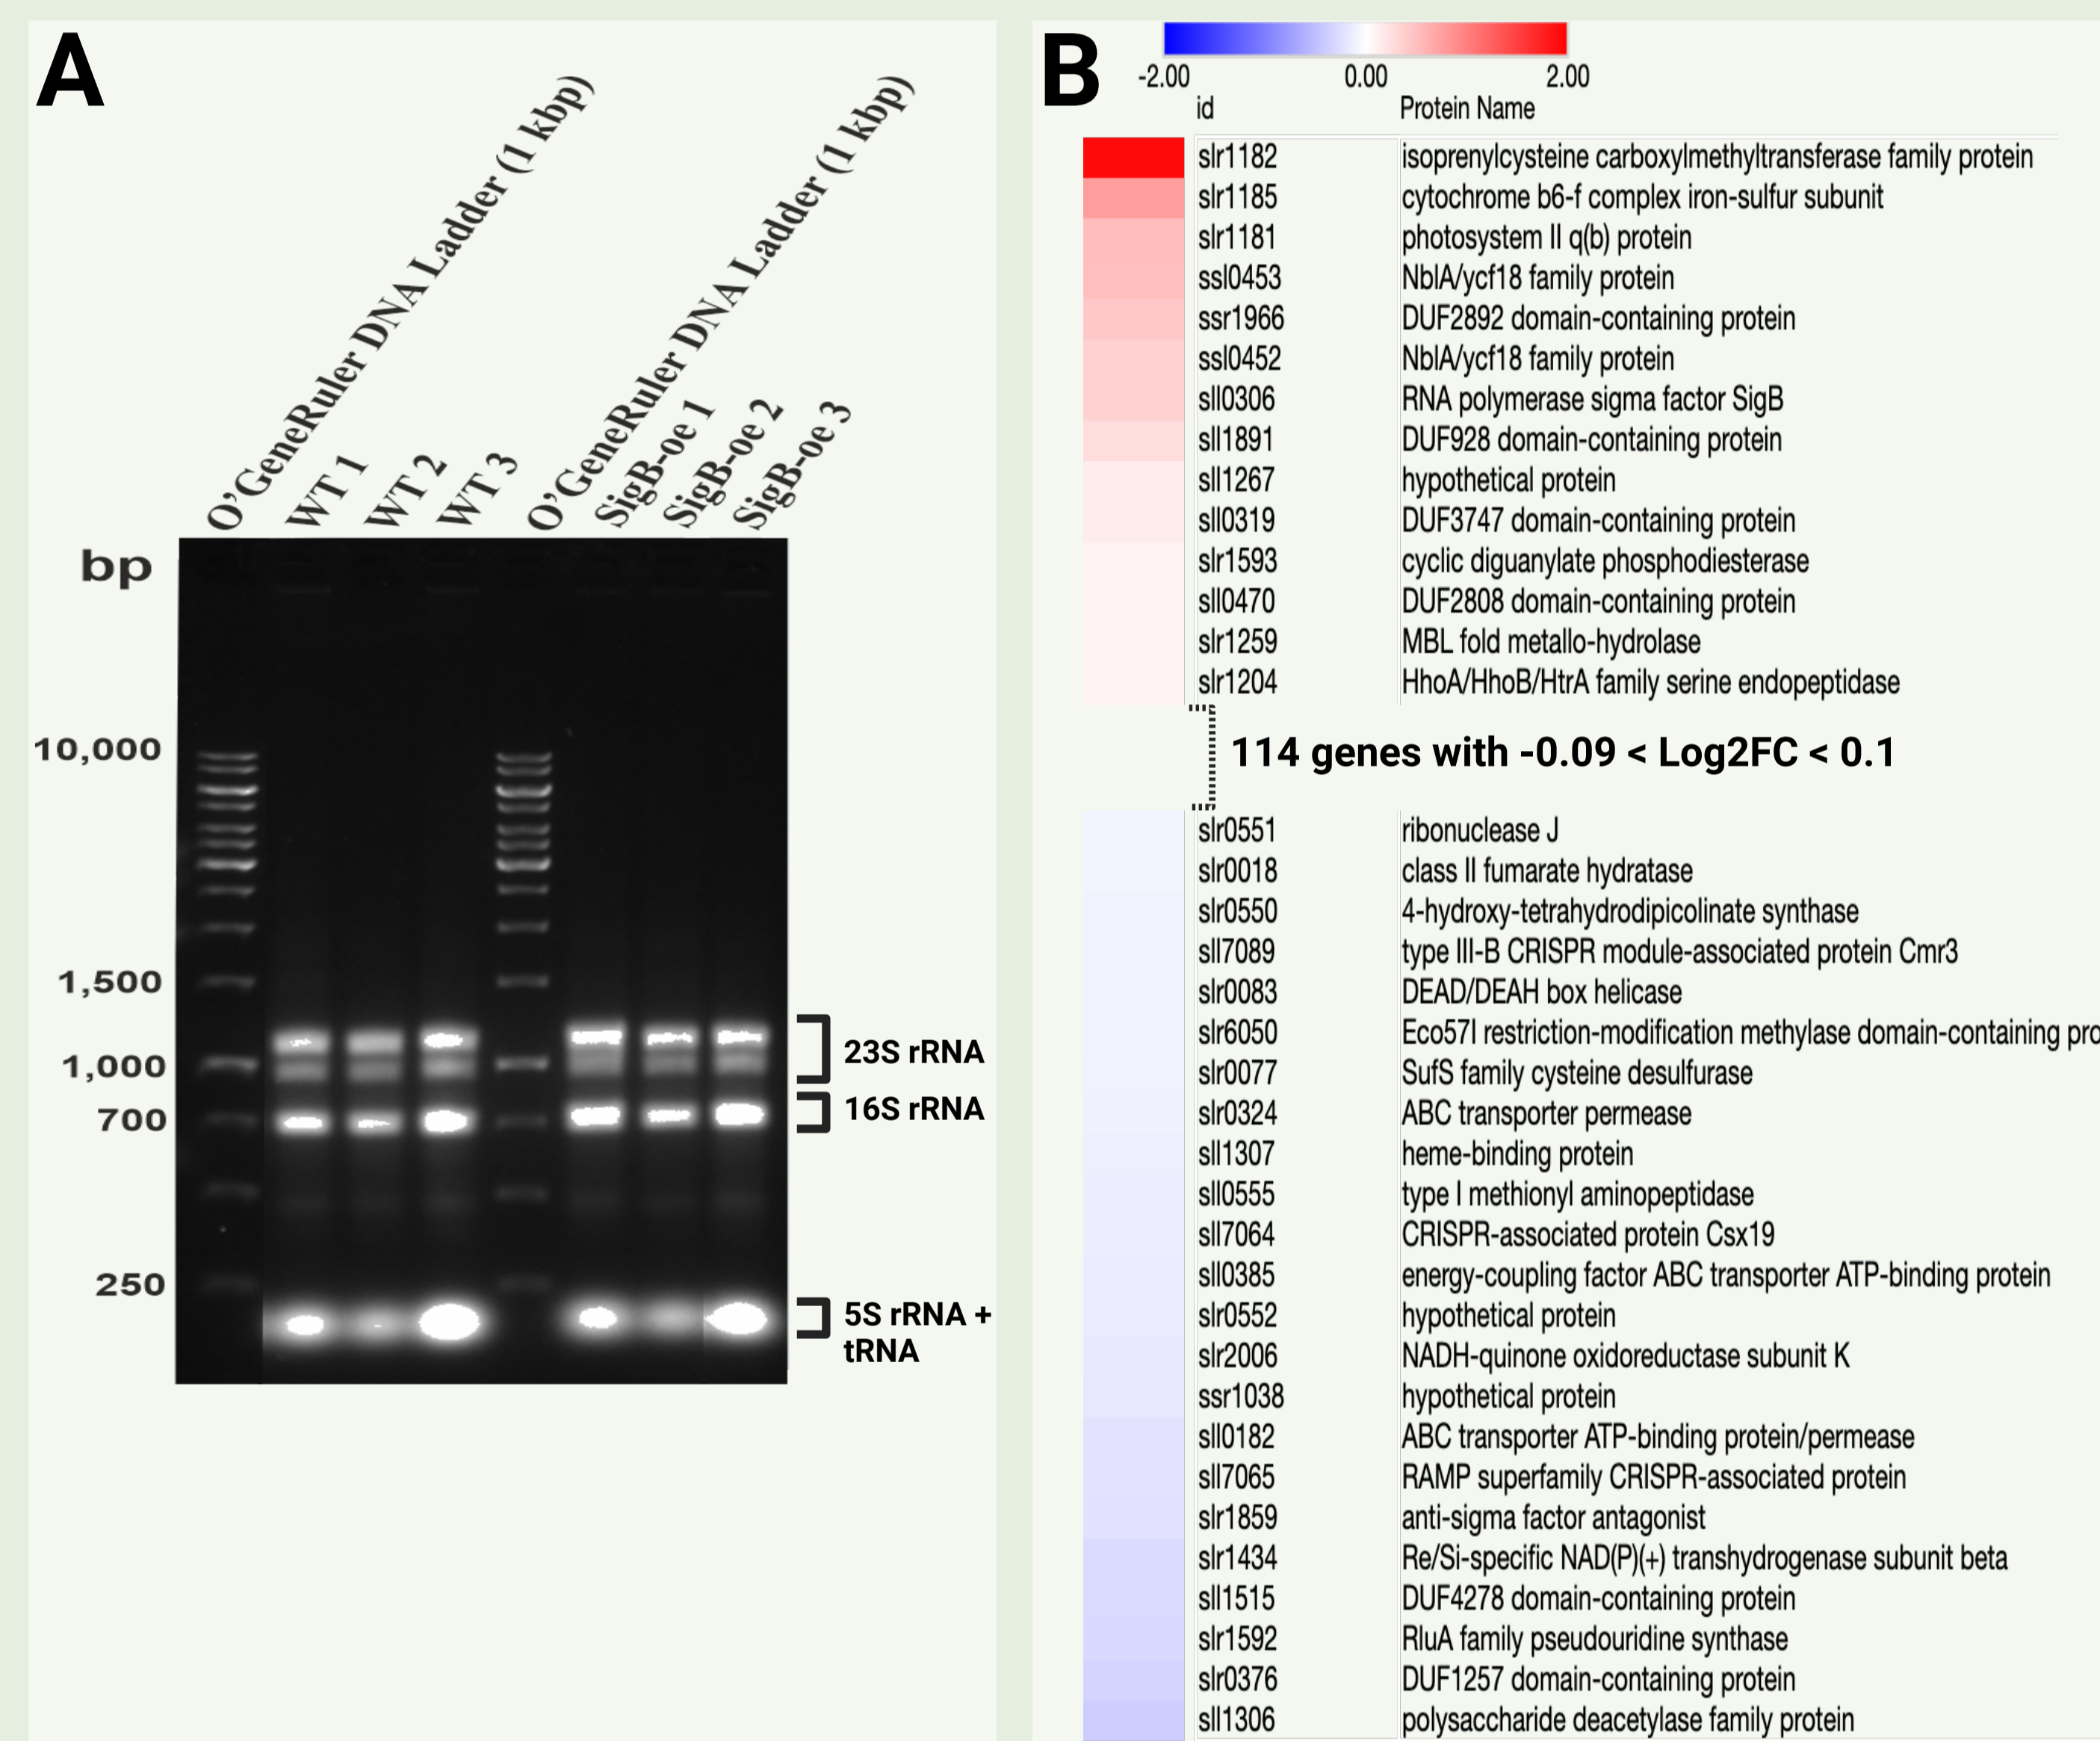 A
O'GeneRuler DNA Ladder (1 kbp)
WT 1
WT 2
WT 3
O'GeneRuler DNA Ladder (1 kbp)
SigB-oe 1
SigB-oe 2
SigB-oe 3
bp
10,000
1,500
1,000
700
250
23S rRNA
16S rRNA
5S rRNA +
tRNA
B
-2.00 0.00 2.00
id Protein Name
slr1182 isoprenylcysteine carboxylmethyltransferase family protein
slr1185 cytochrome b6-f complex iron-sulfur subunit
slr1181 photosystem II q(b) protein
ssl0453 NblA/ycf18 family protein
ssr1966 DUF2892 domain-containing protein
ssl0452 NblA/ycf18 family protein
sll0306 RNA polymerase sigma factor SigB
sll1891 DUF928 domain-containing protein
sll1267 hypothetical protein
sll0319 DUF3747 domain-containing protein
slr1593 cyclic diguanylate phosphodiesterase
sll0470 DUF2808 domain-containing protein
slr1259 MBL fold metallo-hydrolase
slr1204 HhoA/HhoB/HtrA family serine endopeptidase
114 genes with -0.09 < Log2FC < 0.1
slr0551 ribonuclease J
slr0018 class II fumarate hydratase
slr0550 4-hydroxy-tetrahydrodipicolinate synthase
sll7089 type III-B CRISPR module-associated protein Cmr3
slr0083 DEAD/DEAH box helicase
slr6050 Eco57I restriction-modification methylase domain-containing pro
slr0077 SufS family cysteine desulfurase
slr0324 ABC transporter permease
sll1307 heme-binding protein
sll0555 type I methionyl aminopeptidase
sll7064 CRISPR-associated protein Csx19
sll0385 energy-coupling factor ABC transporter ATP-binding protein
slr0552 hypothetical protein
slr2006 NADH-quinone oxidoreductase subunit K
ssr1038 hypothetical protein
sll0182 ABC transporter ATP-binding protein/permease
sll7065 RAMP superfamily CRISPR-associated protein
slr1859 anti-sigma factor antagonist
slr1434 Re/Si-specific NAD(P)(+) transhydrogenase subunit beta
sll1515 DUF4278 domain-containing protein
slr1592 RluA family pseudouridine synthase
slr0376 DUF1257 domain-containing protein
sll1306 polysaccharide deacetylase family protein